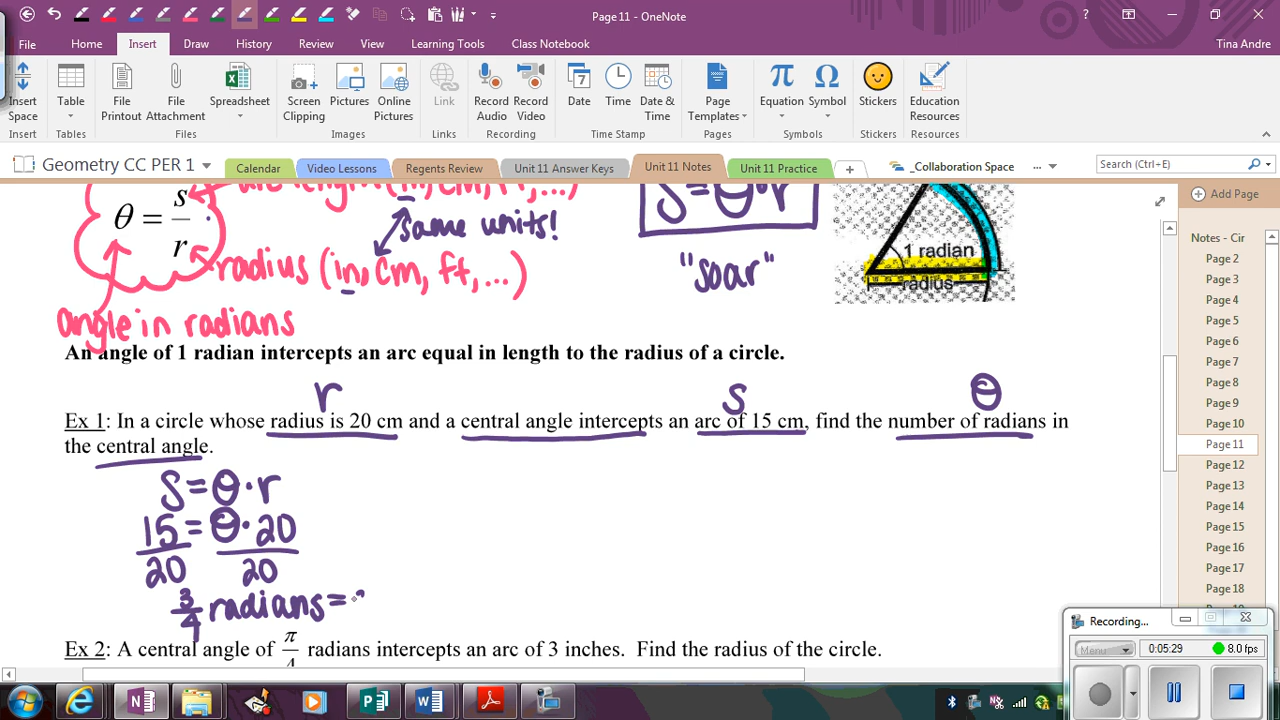 Page 11 - OneNote
?
File Home Insert Draw History Review View Learning Tools Class Notebook
Tina Andre
Insert Space Table File Printout File Attachment Spreadsheet Screen Clipping Pictures Online Pictures Link Record Audio Record Video Date Time Date & Time Page Templates Equation Symbol Stickers Education Resources
Insert Tables Files Images Links Recording Time Stamp Pages Symbols Stickers Resources
Geometry CC PER 1 Calendar Video Lessons Regents Review Unit 11 Answer Keys Unit 11 Notes Unit 11 Practice _Collaboration Space ... Search (Ctrl+E)
Add Page
arc length (in, cm, ft, ...)
θ = s/r
same units!
radius (in, cm, ft, ...)
angle in radians
S = θ·r
"soar"
1 radian
radius
An angle of 1 radian intercepts an arc equal in length to the radius of a circle.
r s θ
Ex 1: In a circle whose radius is 20 cm and a central angle intercepts an arc of 15 cm, find the number of radians in
the central angle.
S = θ·r
15 = θ·20
20 20
3/4 radians =
Ex 2: A central angle of π/4 radians intercepts an arc of 3 inches. Find the radius of the circle.
Notes - Cir
Page 2
Page 3
Page 4
Page 5
Page 6
Page 7
Page 8
Page 9
Page 10
Page 11
Page 12
Page 13
Page 14
Page 15
Page 16
Page 17
Page 18
Recording...
Menu 0:05:29 8.0 fps